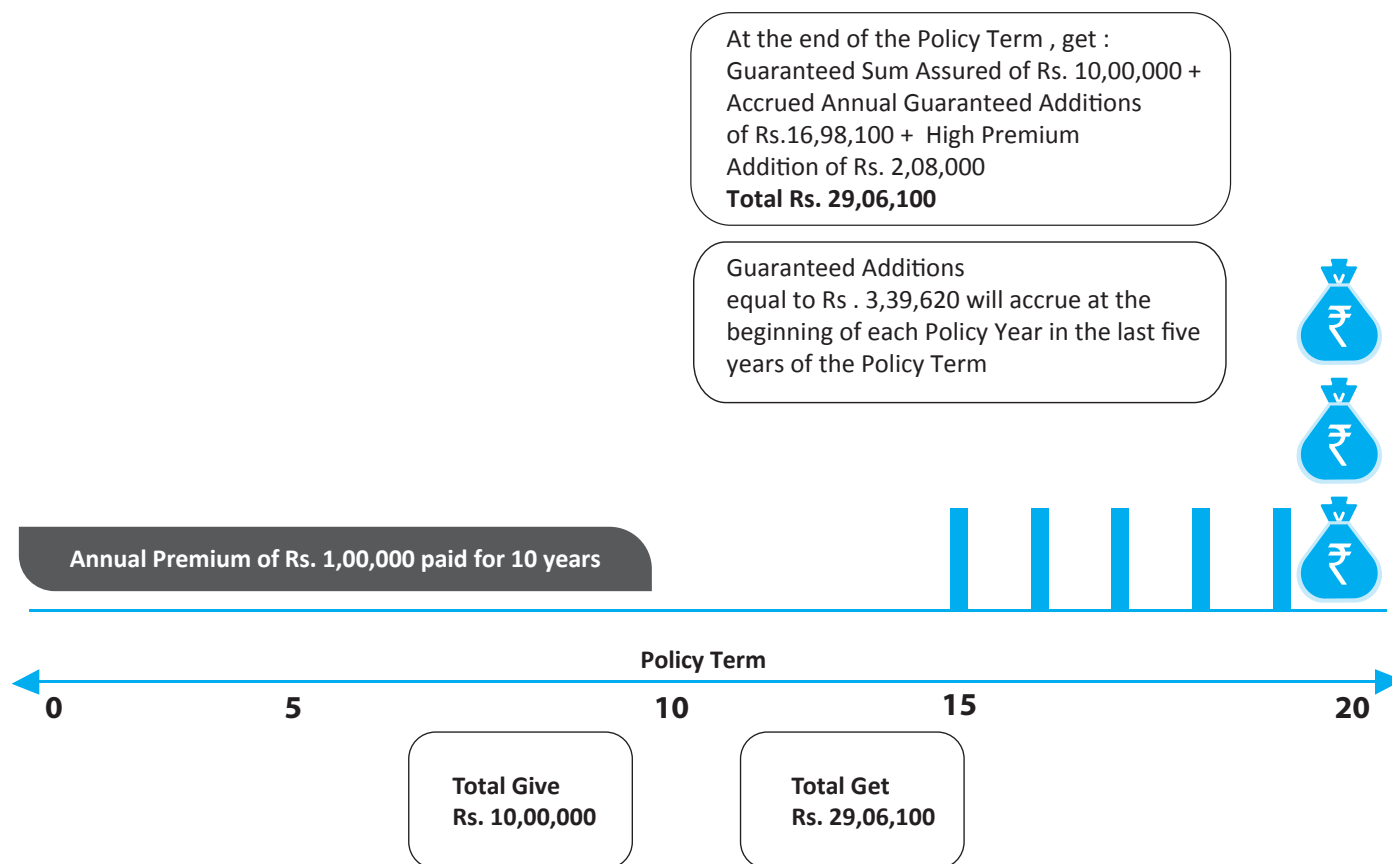 At the end of the Policy Term , get :
Guaranteed Sum Assured of Rs. 10,00,000 +
Accrued Annual Guaranteed Additions
of Rs.16,98,100 + High Premium
Addition of Rs. 2,08,000
Total Rs. 29,06,100
Guaranteed Additions
equal to Rs . 3,39,620 will accrue at the
beginning of each Policy Year in the last five
years of the Policy Term
₹
₹
₹
Annual Premium of Rs. 1,00,000 paid for 10 years
Policy Term
0 5 10 15 20
Total Give
Rs. 10,00,000
Total Get
Rs. 29,06,100